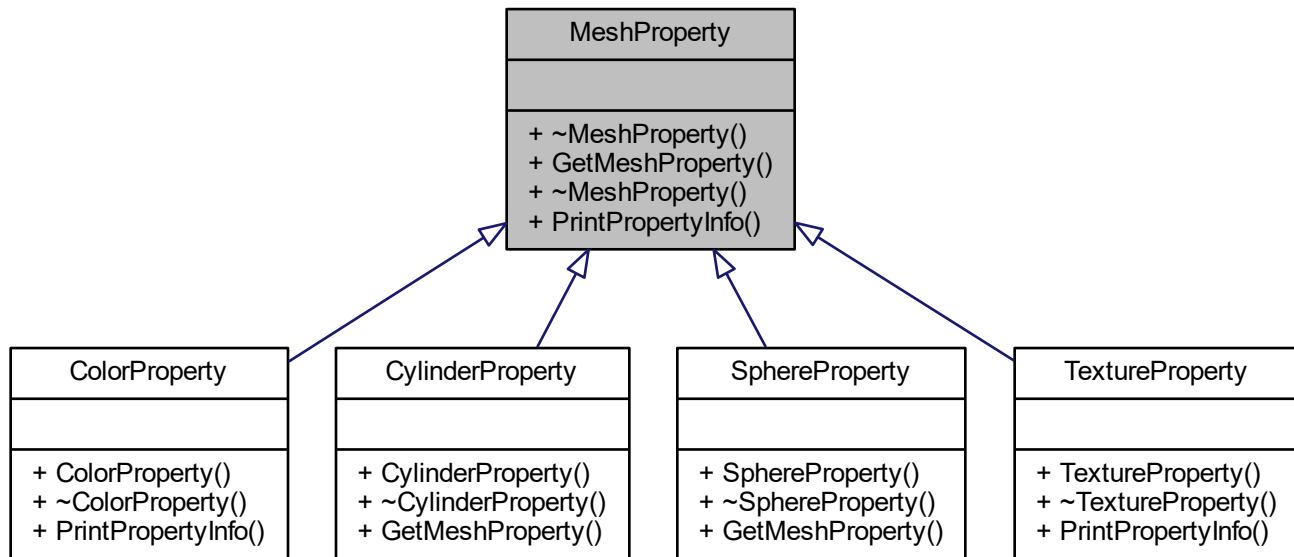 MeshProperty
+ ~MeshProperty()
+ GetMeshProperty()
+ ~MeshProperty()
+ PrintPropertyInfo()
ColorProperty
+ ColorProperty()
+ ~ColorProperty()
+ PrintPropertyInfo()
CylinderProperty
+ CylinderProperty()
+ ~CylinderProperty()
+ GetMeshProperty()
SphereProperty
+ SphereProperty()
+ ~SphereProperty()
+ GetMeshProperty()
TextureProperty
+ TextureProperty()
+ ~TextureProperty()
+ PrintPropertyInfo()